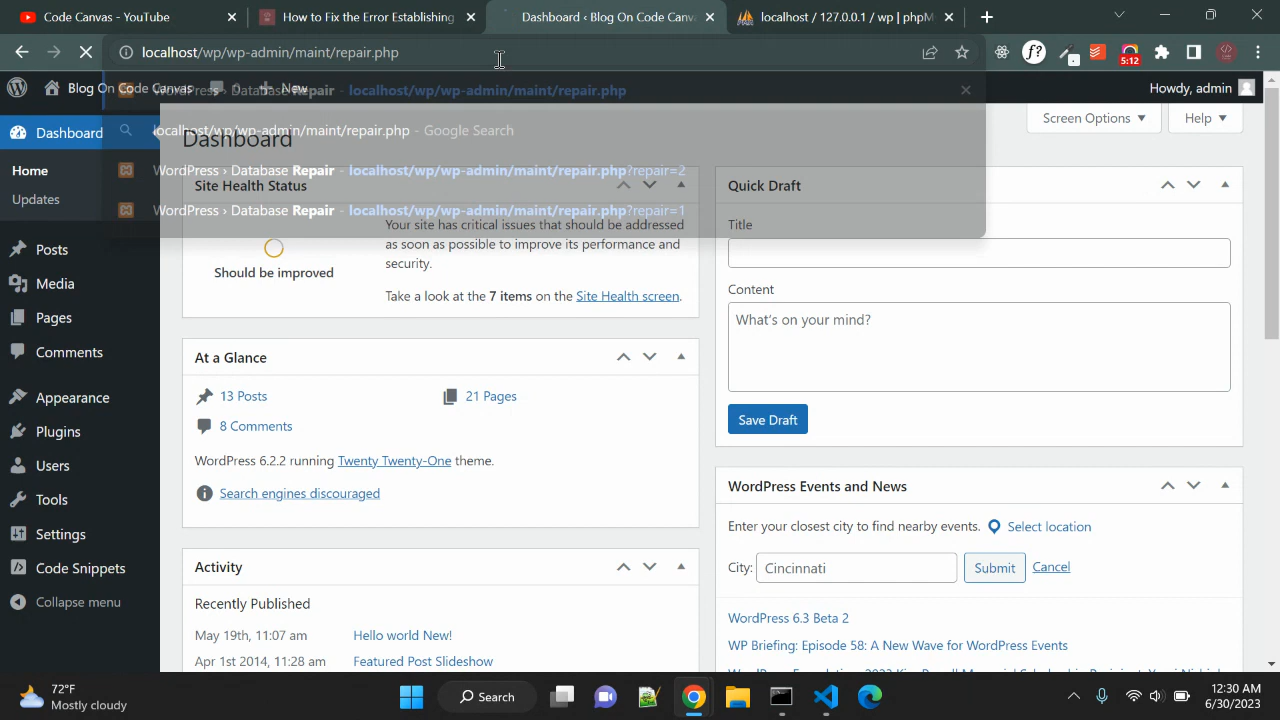 Code Canvas - YouTube
How to Fix the Error Establishing
Dashboard ‹ Blog On Code Canva
localhost / 127.0.0.1 / wp | phpM
localhost/wp/wp-admin/maint/repair.php
5:12
Blog On Code Canvas
0
New
Howdy, admin
WordPress › Database Repair - localhost/wp/wp-admin/maint/repair.php
localhost/wp/wp-admin/maint/repair.php - Google Search
WordPress › Database Repair - localhost/wp/wp-admin/maint/repair.php?repair=2
WordPress › Database Repair - localhost/wp/wp-admin/maint/repair.php?repair=1
Dashboard
Home
Updates
Posts
Media
Pages
Comments
Appearance
Plugins
Users
Tools
Settings
Code Snippets
Collapse menu
Dashboard
Screen Options
Help
Site Health Status
Should be improved
Your site has critical issues that should be addressed
as soon as possible to improve its performance and
security.
Take a look at the 7 items on the Site Health screen.
At a Glance
13 Posts
21 Pages
8 Comments
WordPress 6.2.2 running Twenty Twenty-One theme.
Search engines discouraged
Activity
Recently Published
May 19th, 11:07 am
Hello world New!
Apr 1st 2014, 11:28 am
Featured Post Slideshow
Quick Draft
Title
Content
What's on your mind?
Save Draft
WordPress Events and News
Enter your closest city to find nearby events.
Select location
City:
Cincinnati
Submit
Cancel
WordPress 6.3 Beta 2
WP Briefing: Episode 58: A New Wave for WordPress Events
72°F
Mostly cloudy
Search
12:30 AM
6/30/2023